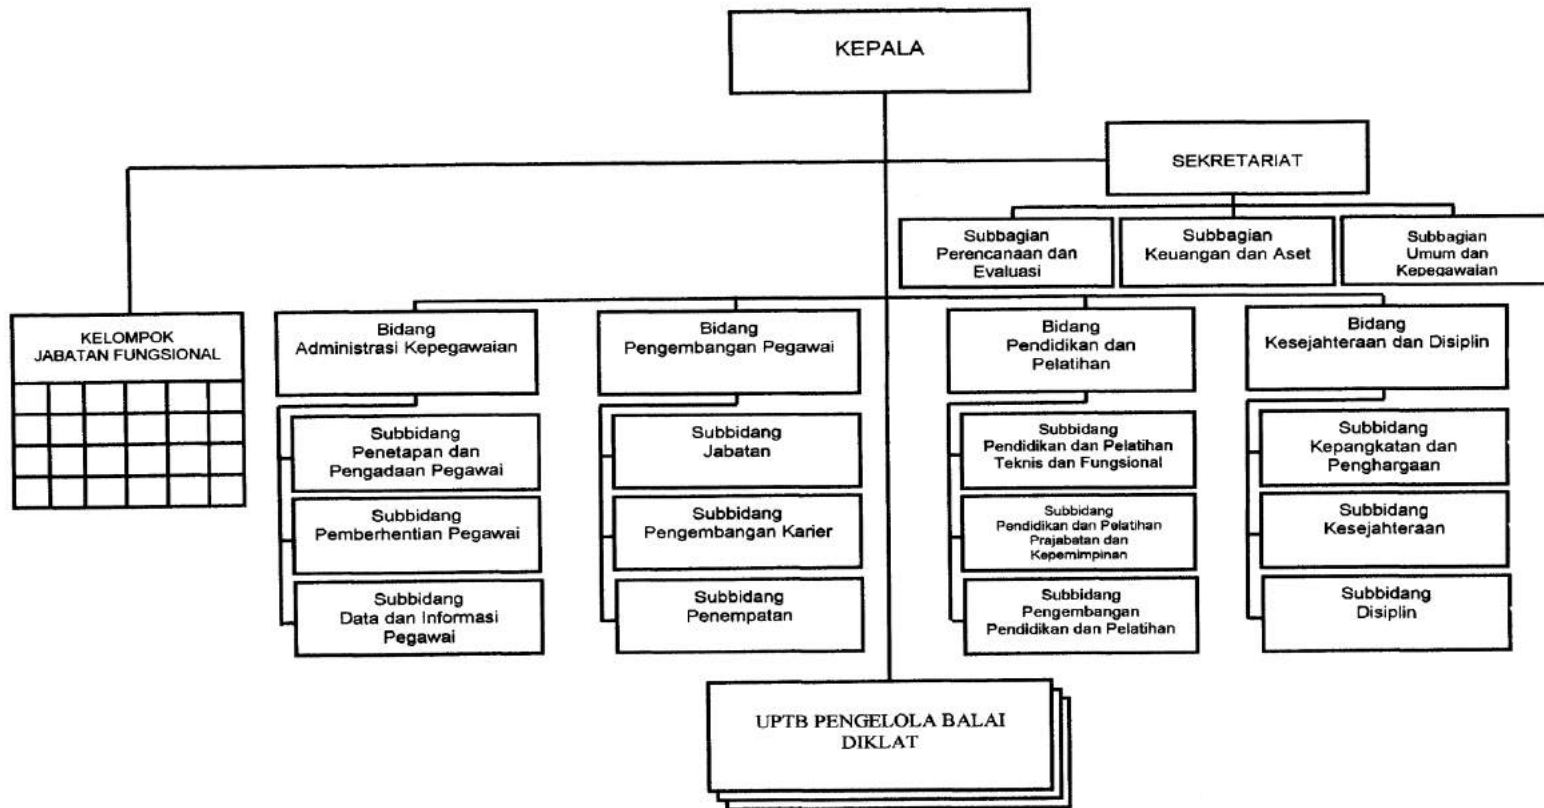 KEPALA
SEKRETARIAT
Subbagian
Perencanaan dan
Evaluasi
Subbagian
Keuangan dan Aset
Subbagian
Umum dan
Kepegawaian
KELOMPOK
JABATAN FUNGSIONAL
Bidang
Administrasi Kepegawaian
Subbidang
Penetapan dan
Pengadaan Pegawai
Subbidang
Pemberhentian Pegawai
Subbidang
Data dan Informasi
Pegawai
Bidang
Pengembangan Pegawai
Subbidang
Jabatan
Subbidang
Pengembangan Karier
Subbidang
Penempatan
Bidang
Pendidikan dan
Pelatihan
Subbidang
Pendidikan dan Pelatihan
Teknis dan Fungsional
Subbidang
Pendidikan dan Pelatihan
Prajabatan dan
Kepemimpinan
Subbidang
Pengembangan
Pendidikan dan Pelatihan
Bidang
Kesejahteraan dan Disiplin
Subbidang
Kepangkatan dan
Penghargaan
Subbidang
Kesejahteraan
Subbidang
Disiplin
UPTB PENGELOLA BALAI
DIKLAT